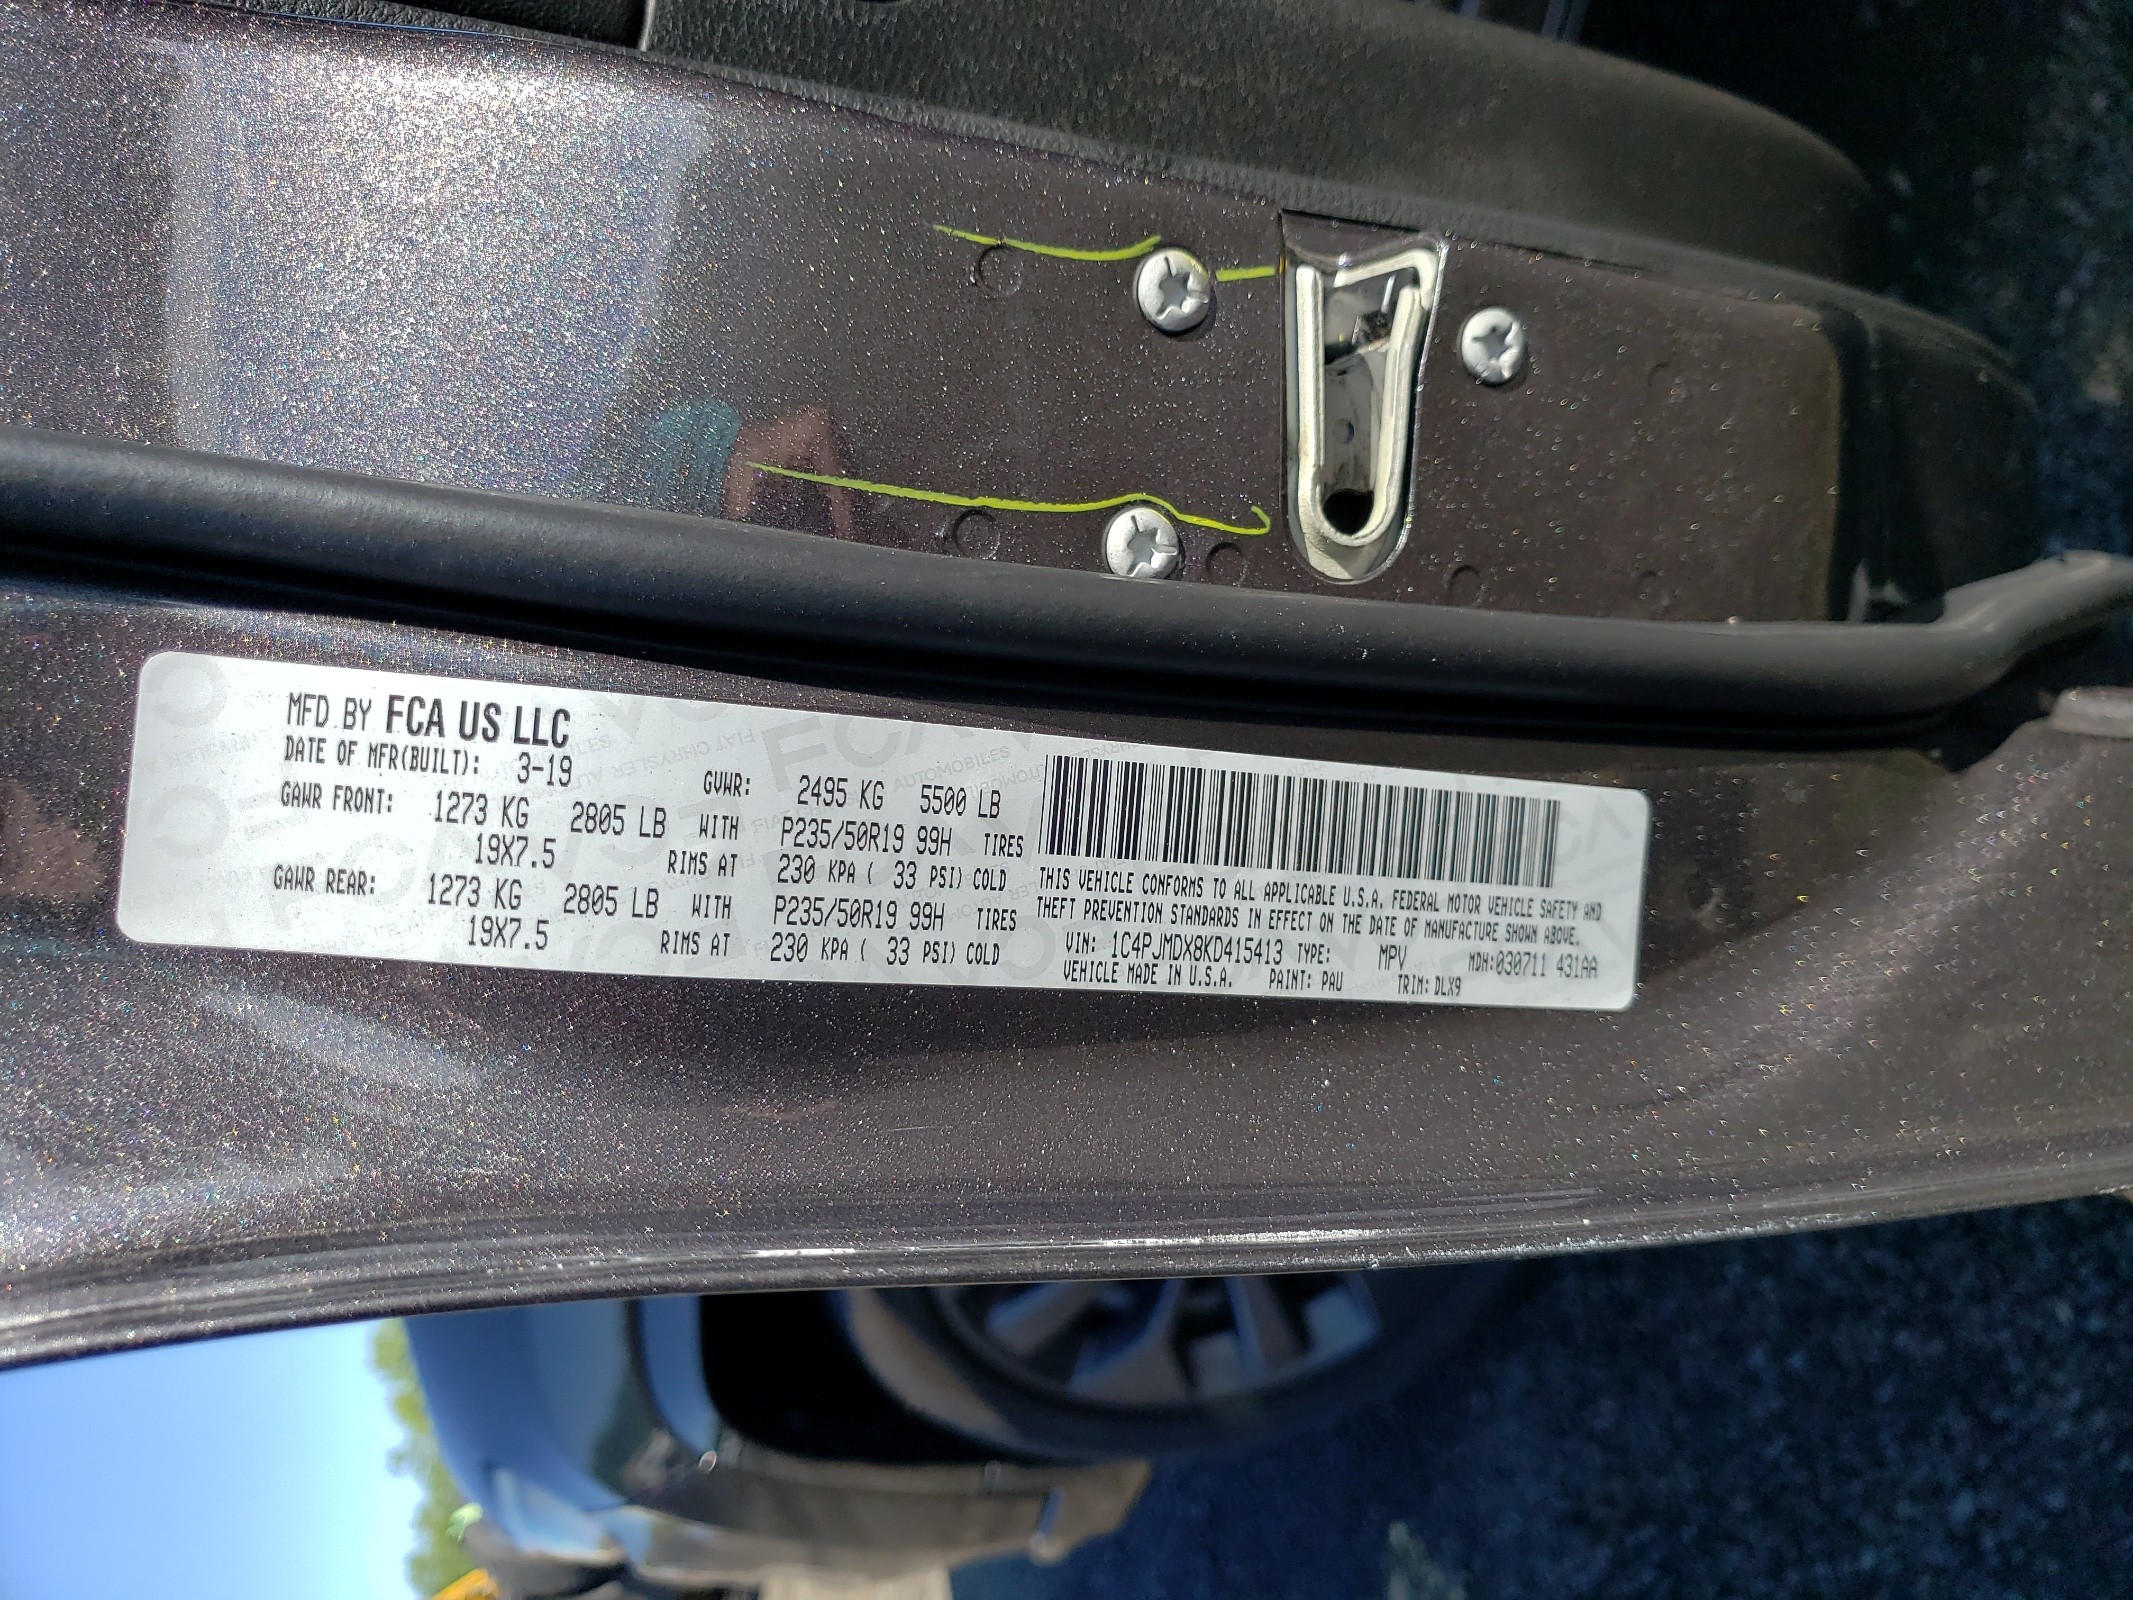 MFD BY FCA US LLC
DATE OF MFR(BUILT): 3-19 GVWR: 2495 KG 5500 LB
GAWR FRONT: 1273 KG 2805 LB WITH P235/50R19 99H TIRES
19X7.5 RIMS AT 230 KPA ( 33 PSI) COLD
GAWR REAR: 1273 KG 2805 LB WITH P235/50R19 99H TIRES
19X7.5 RIMS AT 230 KPA ( 33 PSI) COLD
THIS VEHICLE CONFORMS TO ALL APPLICABLE U.S.A. FEDERAL MOTOR VEHICLE SAFETY AND
THEFT PREVENTION STANDARDS IN EFFECT ON THE DATE OF MANUFACTURE SHOWN ABOVE.
VIN: 1C4PJMDX8KD415413 TYPE: MPV MDH:030711 431AA
VEHICLE MADE IN U.S.A. PAINT: PAU TRIM: DLX9